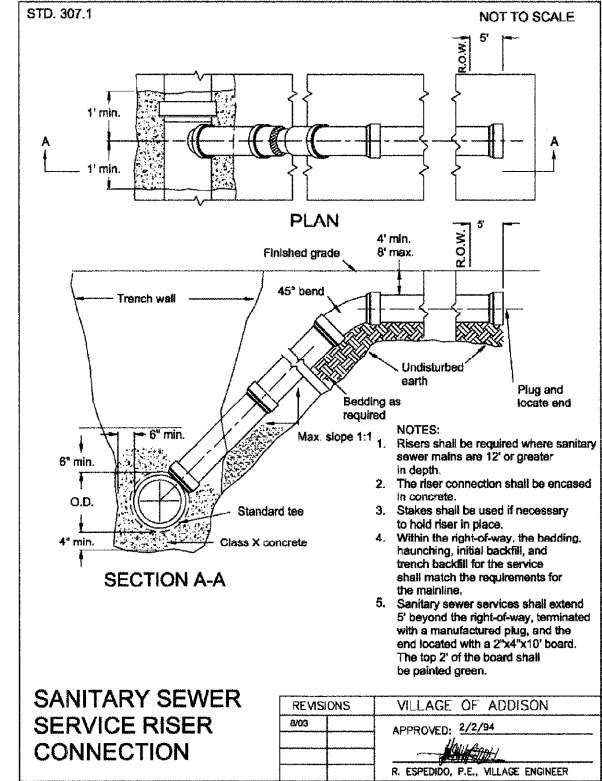 STD. 307.1
NOT TO SCALE
R.O.W.
5'
1' min.
A
A
1' min.
PLAN
4' min.
8' max.
R.O.W.
5'
Finished grade
45° bend
Trench wall
Undisturbed
earth
Plug and
locate end
Bedding as
required
Max. slope 1:1
6" min.
6" min.
O.D.
Standard tee
4" min.
Class X concrete
SECTION A-A
NOTES:
1. Risers shall be required where sanitary
sewer mains are 12' or greater
in depth.
2. The riser connection shall be encased
in concrete.
3. Stakes shall be used if necessary
to hold riser in place.
4. Within the right-of-way, the bedding,
haunching, initial backfill, and
trench backfill for the service
shall match the requirements for
the mainline.
5. Sanitary sewer services shall extend
5' beyond the right-of-way, terminated
with a manufactured plug, and the
end located with a 2"x4"x10' board.
The top 2' of the board shall
be painted green.
SANITARY SEWER
SERVICE RISER
CONNECTION
REVISIONS
8/03
VILLAGE OF ADDISON
APPROVED: 2/2/94
R. ESPEDIDO, P.E., VILLAGE ENGINEER